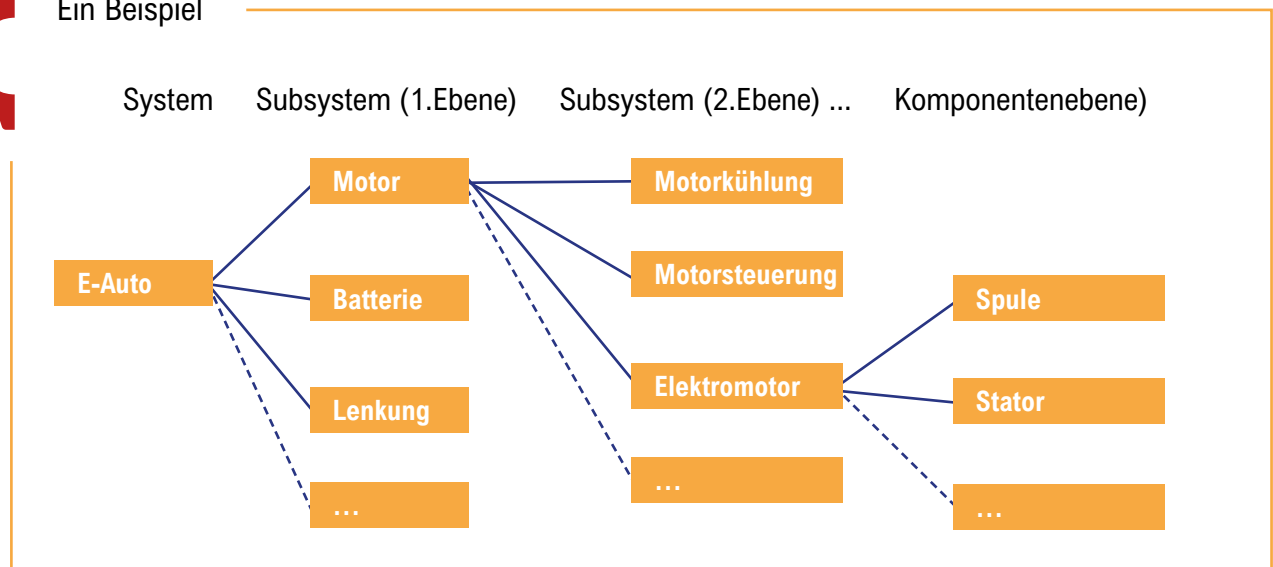 Ein Beispiel
System Subsystem (1.Ebene) Subsystem (2.Ebene) ... Komponentenebene)
Motor
Motorkühlung
E-Auto
Motorsteuerung
Batterie
Spule
Elektromotor
Lenkung
Stator
...
...
...